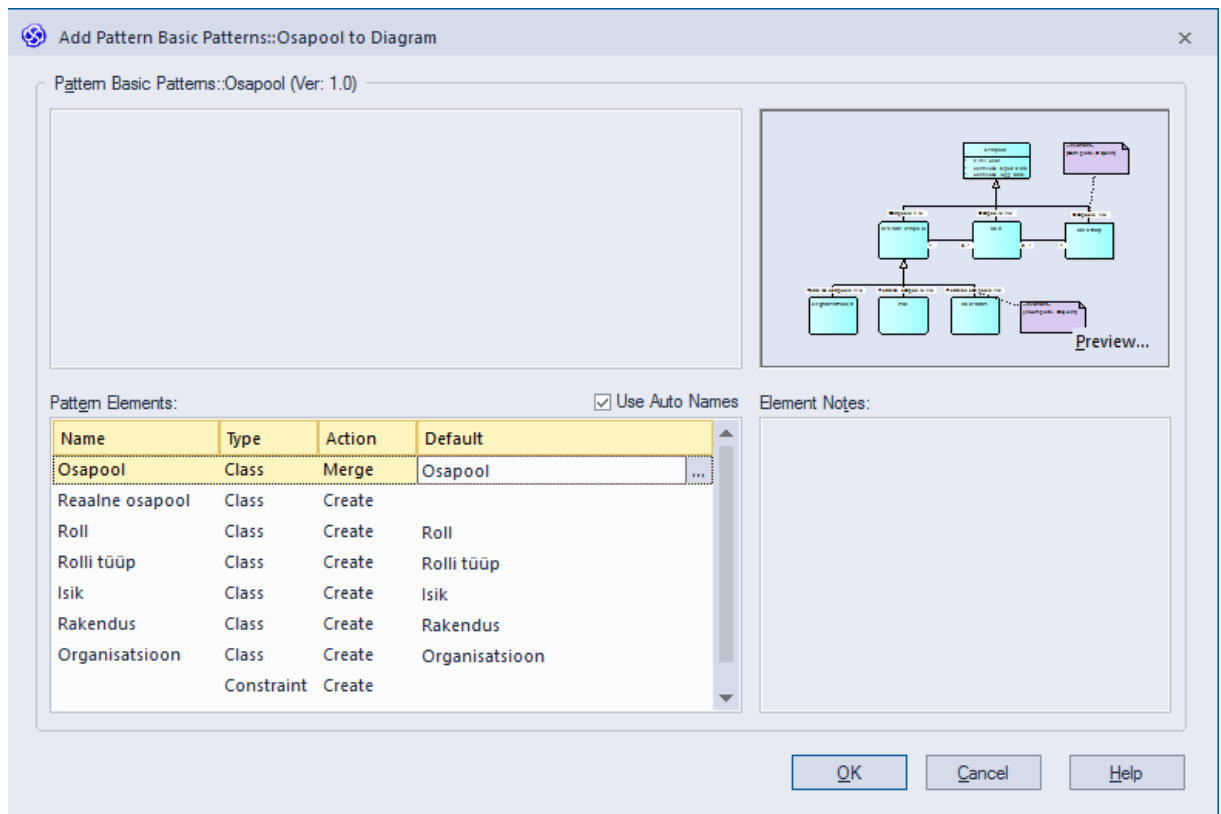 Add Pattern Basic Patterns::Osapool to Diagram
Pattern Basic Patterns::Osapool (Ver: 1.0)
Preview...
Pattern Elements:
Use Auto Names
Element Notes:
Name Type Action Default
Osapool Class Merge Osapool ...
Reaalne osapool Class Create
Roll Class Create Roll
Rolli tüüp Class Create Rolli tüüp
Isik Class Create Isik
Rakendus Class Create Rakendus
Organisatsioon Class Create Organisatsioon
Constraint Create
OK Cancel Help